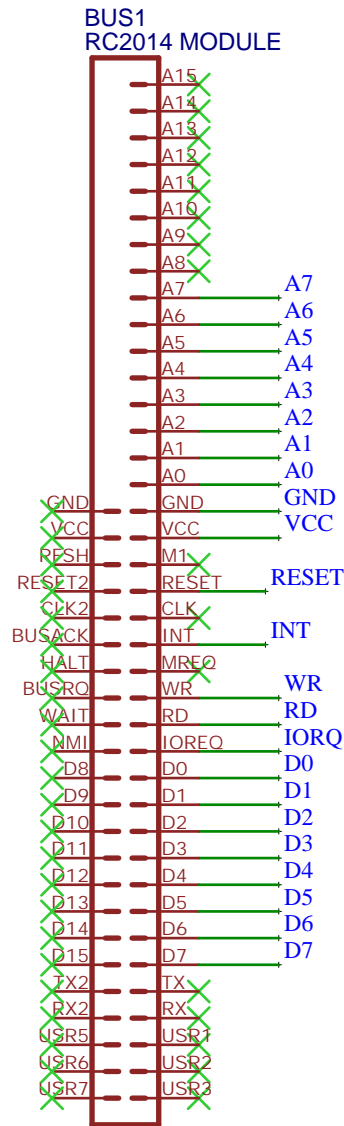 BUS1
RC2014 MODULE
A15
A14
A13
A12
A11
A10
A9
A8
A7 A7
A6 A6
A5 A5
A4 A4
A3 A3
A2 A2
A1 A1
A0 A0
GND GND GND
VCC VCC VCC
RFSH M1
RESET2 RESET RESET
CLK2 CLK
BUSACK INT INT
HALT MREQ
BUSRQ WR WR
WAIT RD RD
NMI IOREQ IORQ
D8 D0 D0
D9 D1 D1
D10 D2 D2
D11 D3 D3
D12 D4 D4
D13 D5 D5
D14 D6 D6
D15 D7 D7
TX2 TX
RX2 RX
USR5 USR1
USR6 USR2
USR7 USR3